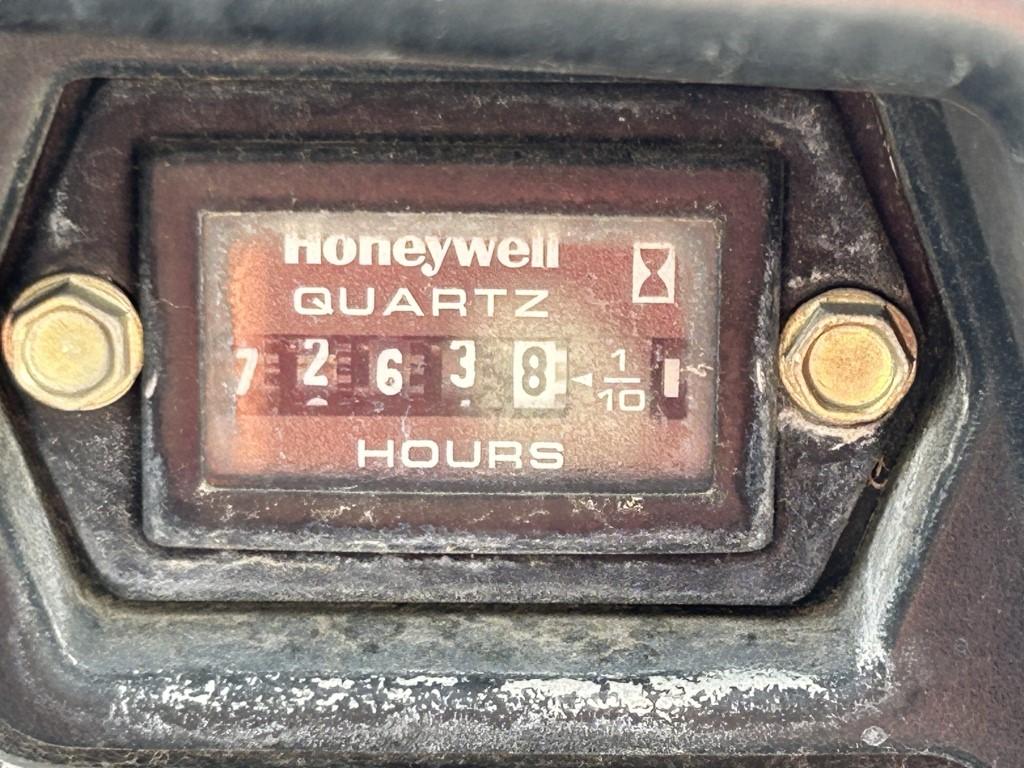 Honeywell
QUARTZ
7 2 6 3 8 ◄ 1/10
HOURS